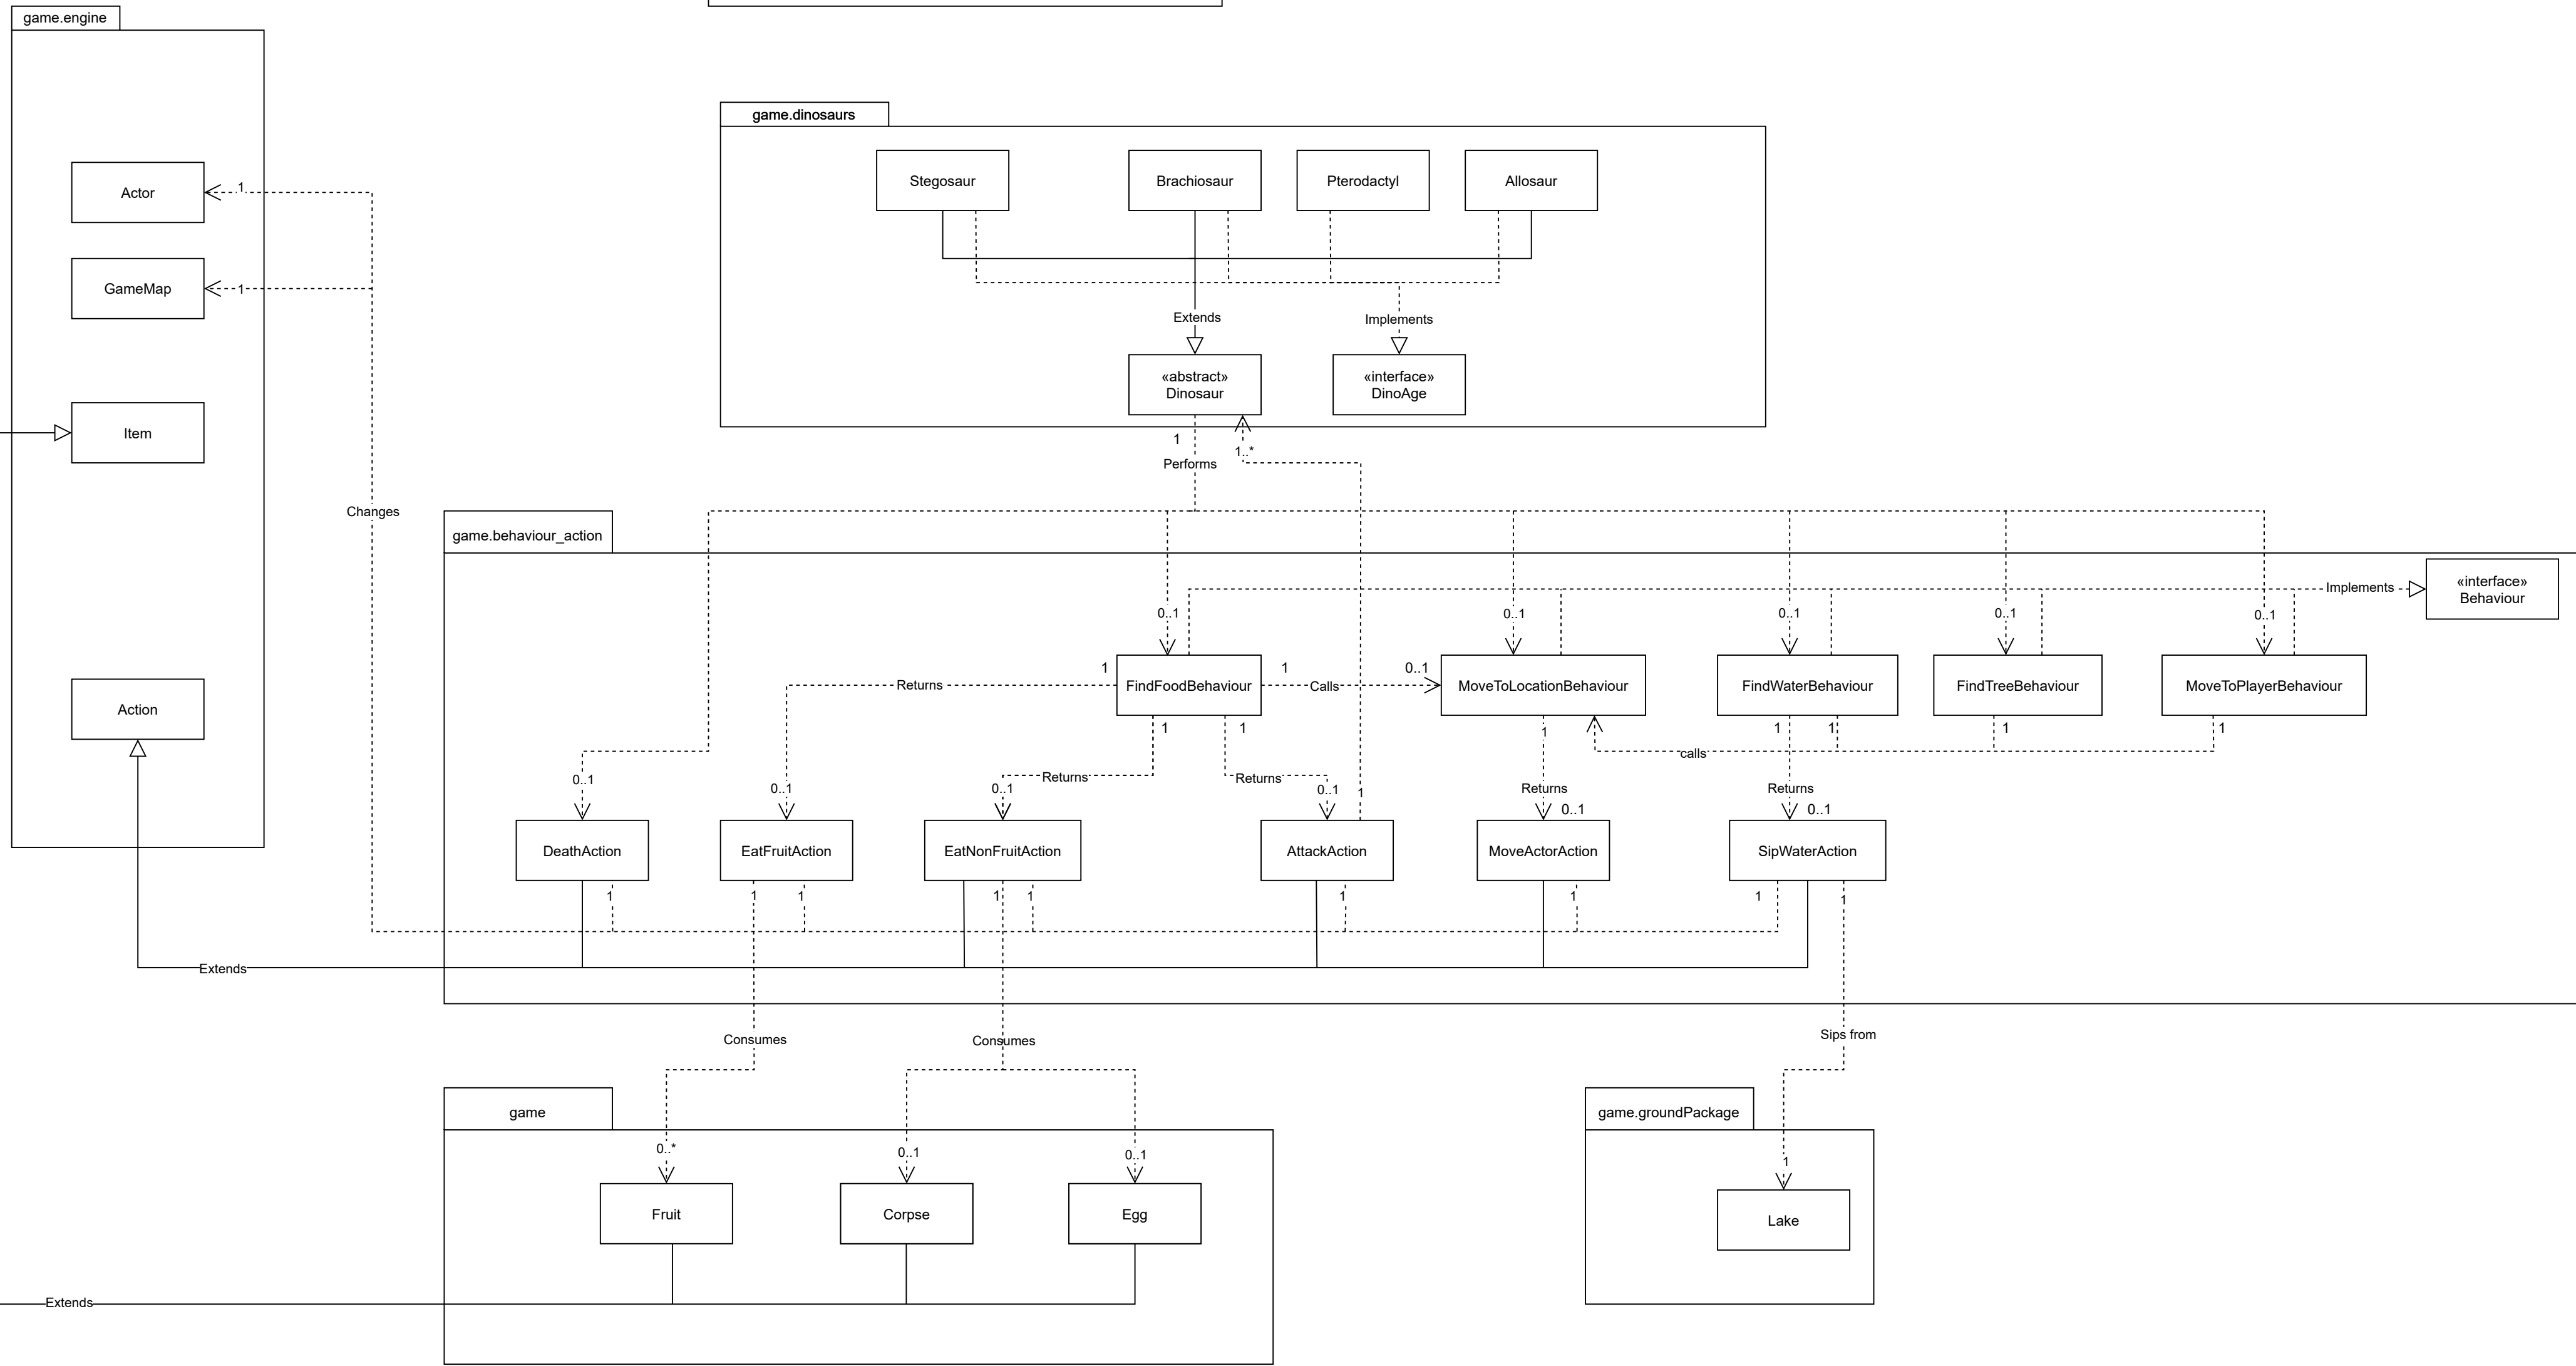 game.engine
game.dinosaurs
Stegosaur
Brachiosaur
Pterodactyl
Allosaur
Actor
1
GameMap
1
Extends
Implements
«abstract»
Dinosaur
«interface»
DinoAge
Item
1
1..*
Performs
Changes
game.behaviour_action
«interface»
Behaviour
Implements
0..1
0..1
0..1
0..1
0..1
1
FindFoodBehaviour
1
Calls
0..1
MoveToLocationBehaviour
FindWaterBehaviour
FindTreeBehaviour
MoveToPlayerBehaviour
Returns
Action
1
1
1
1
1
1
1
calls
Returns
Returns
0..1
0..1
0..1
0..1
1
Returns
0..1
Returns
0..1
DeathAction
EatFruitAction
EatNonFruitAction
AttackAction
MoveActorAction
SipWaterAction
1
1
1
1
1
1
1
1
1
Extends
Consumes
Consumes
Sips from
game
game.groundPackage
0..*
0..1
0..1
1
Fruit
Corpse
Egg
Lake
Extends